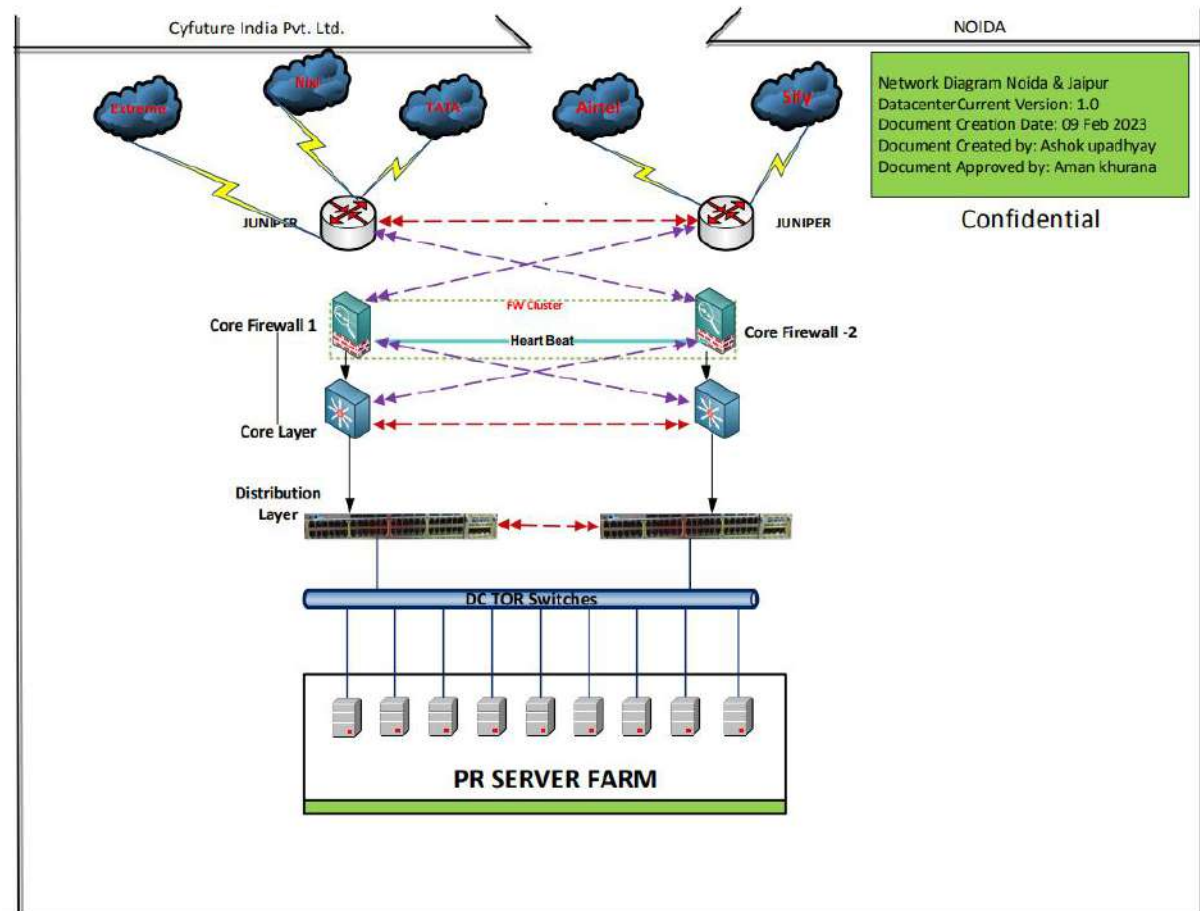 Cyfuture India Pvt. Ltd.
NOIDA
Network Diagram Noida & Jaipur
DatacenterCurrent Version: 1.0
Document Creation Date: 09 Feb 2023
Document Created by: Ashok upadhyay
Document Approved by: Aman khurana
Confidential
Extreme
Nixi
TATA
Airtel
Sify
JUNIPER
JUNIPER
FW Cluster
Core Firewall 1
Heart Beat
Core Firewall -2
Core Layer
Distribution
Layer
DC TOR Switches
PR SERVER FARM